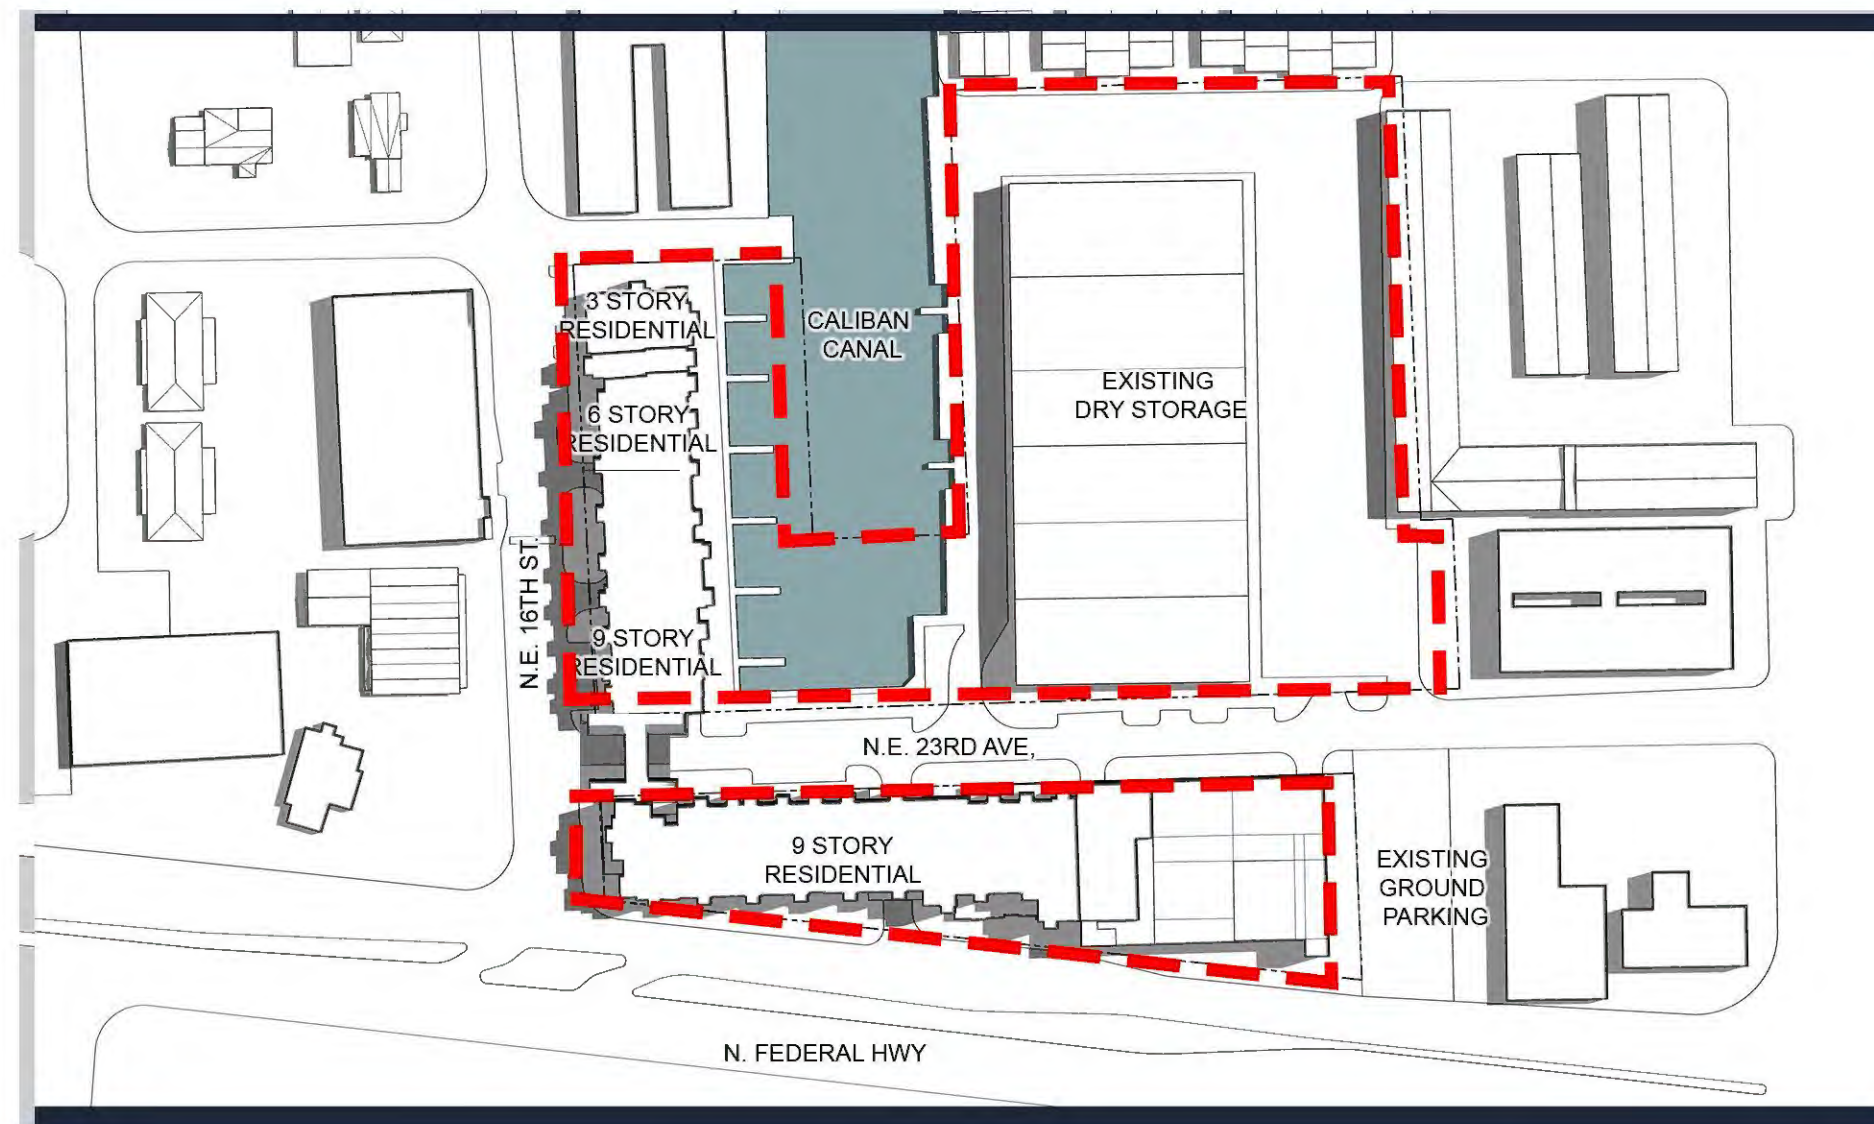 3 STORY
RESIDENTIAL
CALIBAN
CANAL
EXISTING
DRY STORAGE
6 STORY
RESIDENTIAL
N.E. 16TH ST.
9 STORY
RESIDENTIAL
N.E. 23RD AVE,
9 STORY
RESIDENTIAL
EXISTING
GROUND
PARKING
N. FEDERAL HWY